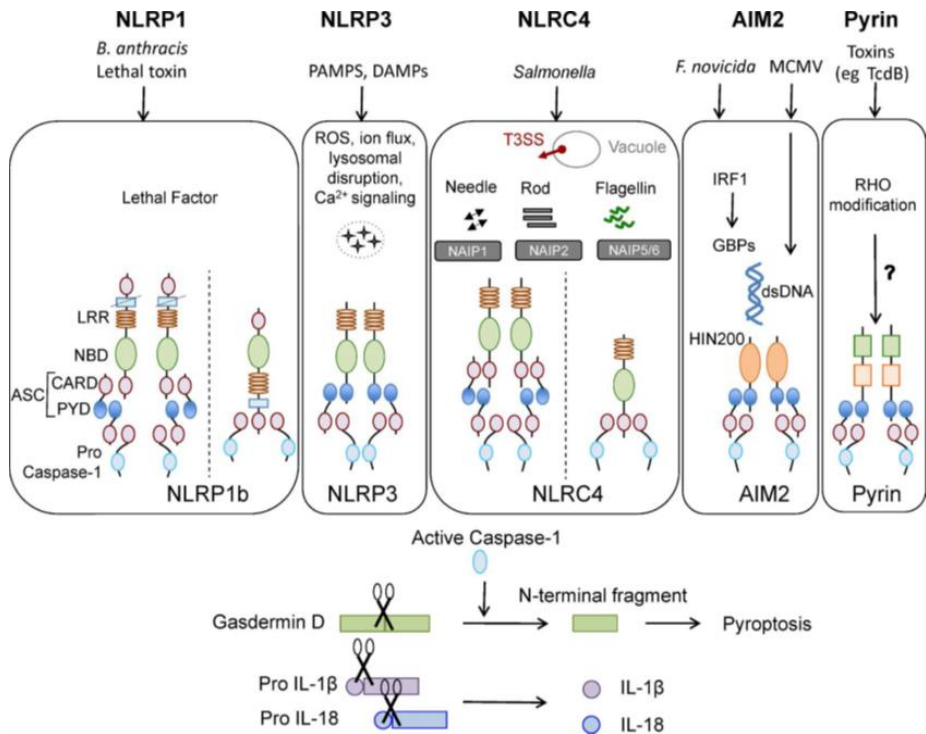 NLRP1
B. anthracis
Lethal toxin
NLRP3
PAMPS, DAMPs
NLRC4
Salmonella
AIM2
F. novicida
MCMV
Pyrin
Toxins
(eg TcdB)
Lethal Factor
LRR
NBD
ASC
CARD
PYD
Pro
Caspase-1
NLRP1b
ROS, ion flux,
lysosomal
disruption,
Ca²⁺ signaling
NLRP3
T3SS
Vacuole
Needle
Rod
Flagellin
NAIP1
NAIP2
NAIP5/6
NLRC4
IRF1
GBPs
dsDNA
HIN200
AIM2
RHO
modification
?
Pyrin
Active Caspase-1
Gasdermin D
N-terminal fragment
Pyroptosis
Pro IL-1β
IL-1β
Pro IL-18
IL-18